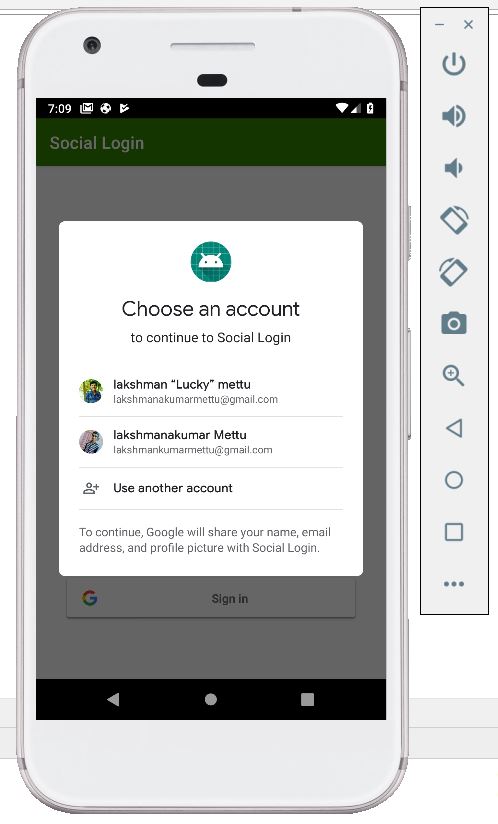 7:09
Social Login
Choose an account
to continue to Social Login
lakshman “Lucky” mettu
lakshmanakumarmettu@gmail.com
lakshmanakumar Mettu
lakshmankumarmettu@gmail.com
Use another account
To continue, Google will share your name, email
address, and profile picture with Social Login.
Sign in